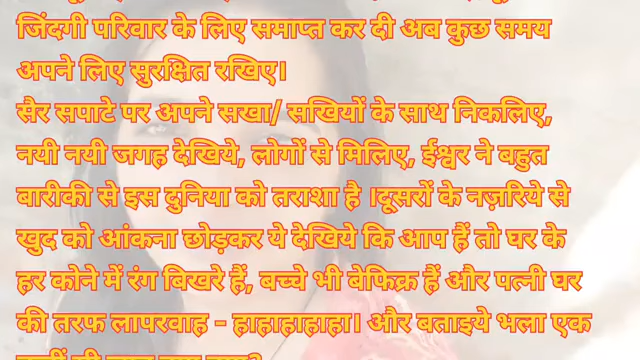 जिंदगी परिवार के लिए समाप्त कर दी अब कुछ समय
अपने लिए सुरक्षित रखिए।
सैर सपाटे पर अपने सखा/ सखियों के साथ निकलिए,
नयी नयी जगह देखिये, लोगों से मिलिए, ईश्वर ने बहुत
बारीकी से इस दुनिया को तराशा है ।दूसरों के नज़रिये से
खुद को आंकना छोड़कर ये देखिये कि आप हैं तो घर के
हर कोने में रंग बिखरे हैं, बच्चे भी बेफिक्र हैं और पत्नी घर
की तरफ लापरवाह - हाहाहाहाहा। और बताइये भला एक